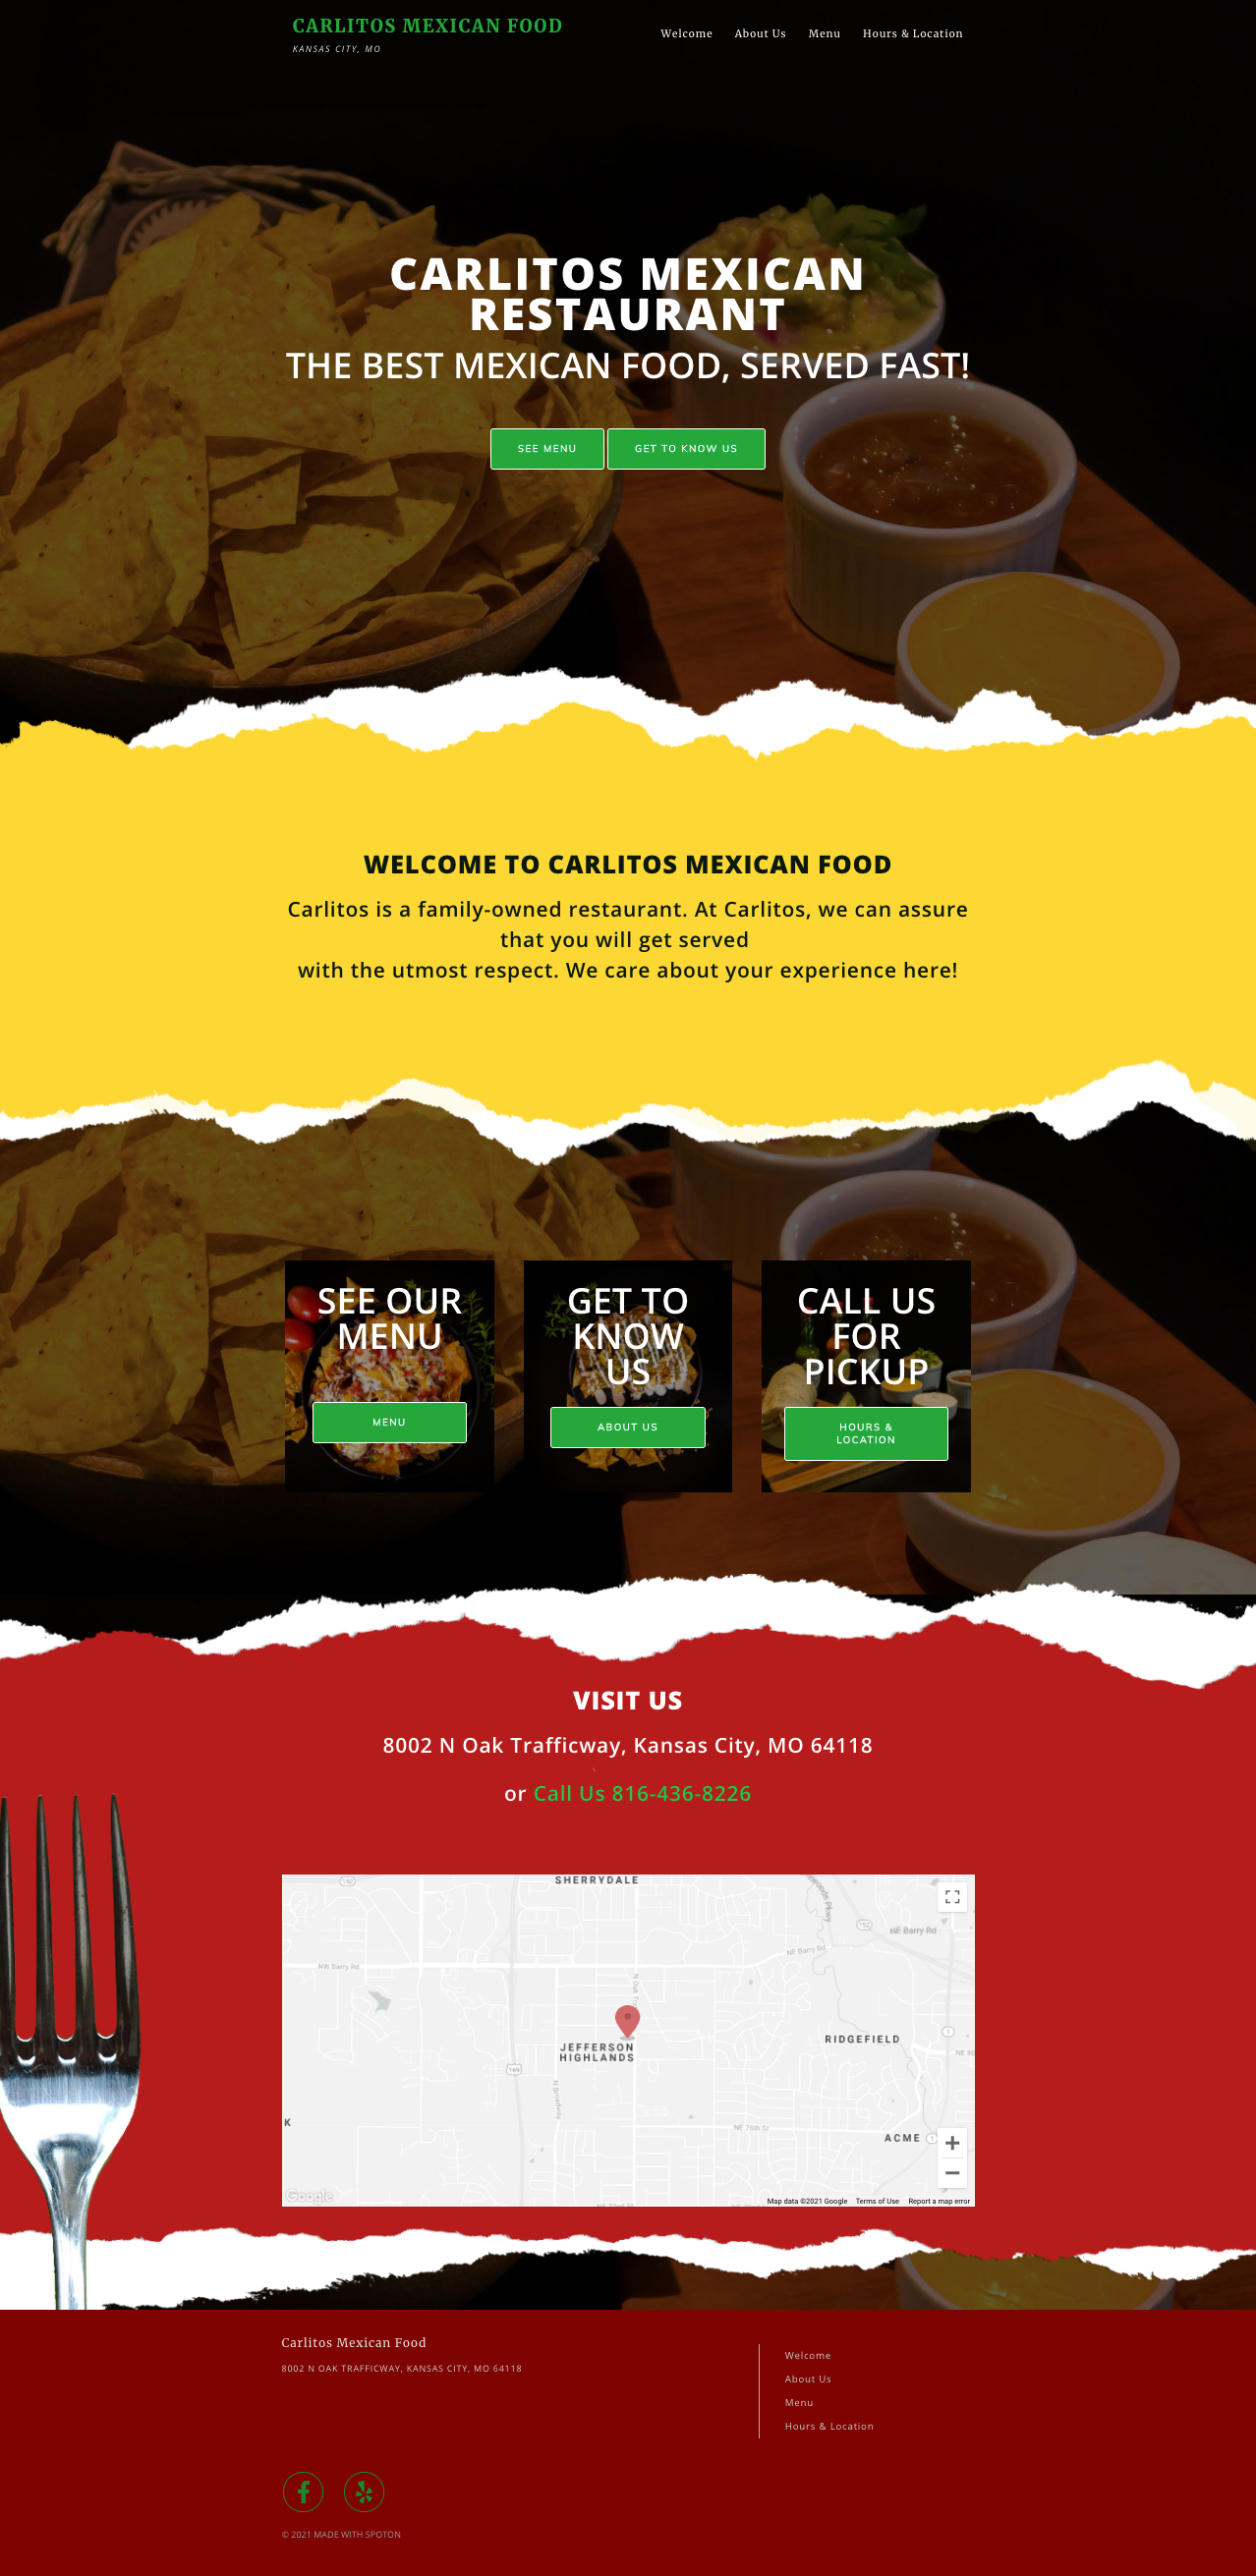 CARLITOS MEXICAN FOOD
KANSAS CITY, MO
Welcome About Us Menu Hours & Location
CARLITOS MEXICAN
RESTAURANT
THE BEST MEXICAN FOOD, SERVED FAST!
SEE MENU GET TO KNOW US
WELCOME TO CARLITOS MEXICAN FOOD
Carlitos is a family-owned restaurant. At Carlitos, we can assure
that you will get served
with the utmost respect. We care about your experience here!
SEE OUR
MENU
MENU
GET TO
KNOW
US
ABOUT US
CALL US
FOR
PICKUP
HOURS &
LOCATION
VISIT US
8002 N Oak Trafficway, Kansas City, MO 64118
or Call Us 816-436-8226
SHERRYDALE
152
152
NE Barry Rd
NE Barry Rd
NW Barry Rd
N Oak
JEFFERSON
HIGHLANDS
RIDGEFIELD
1
NE 80
169
N Broadway
K
NE 76th St
ACME
1
Google
Map data ©2021 Google Terms of Use Report a map error
Carlitos Mexican Food
8002 N OAK TRAFFICWAY, KANSAS CITY, MO 64118
Welcome
About Us
Menu
Hours & Location
© 2021 MADE WITH SPOTON